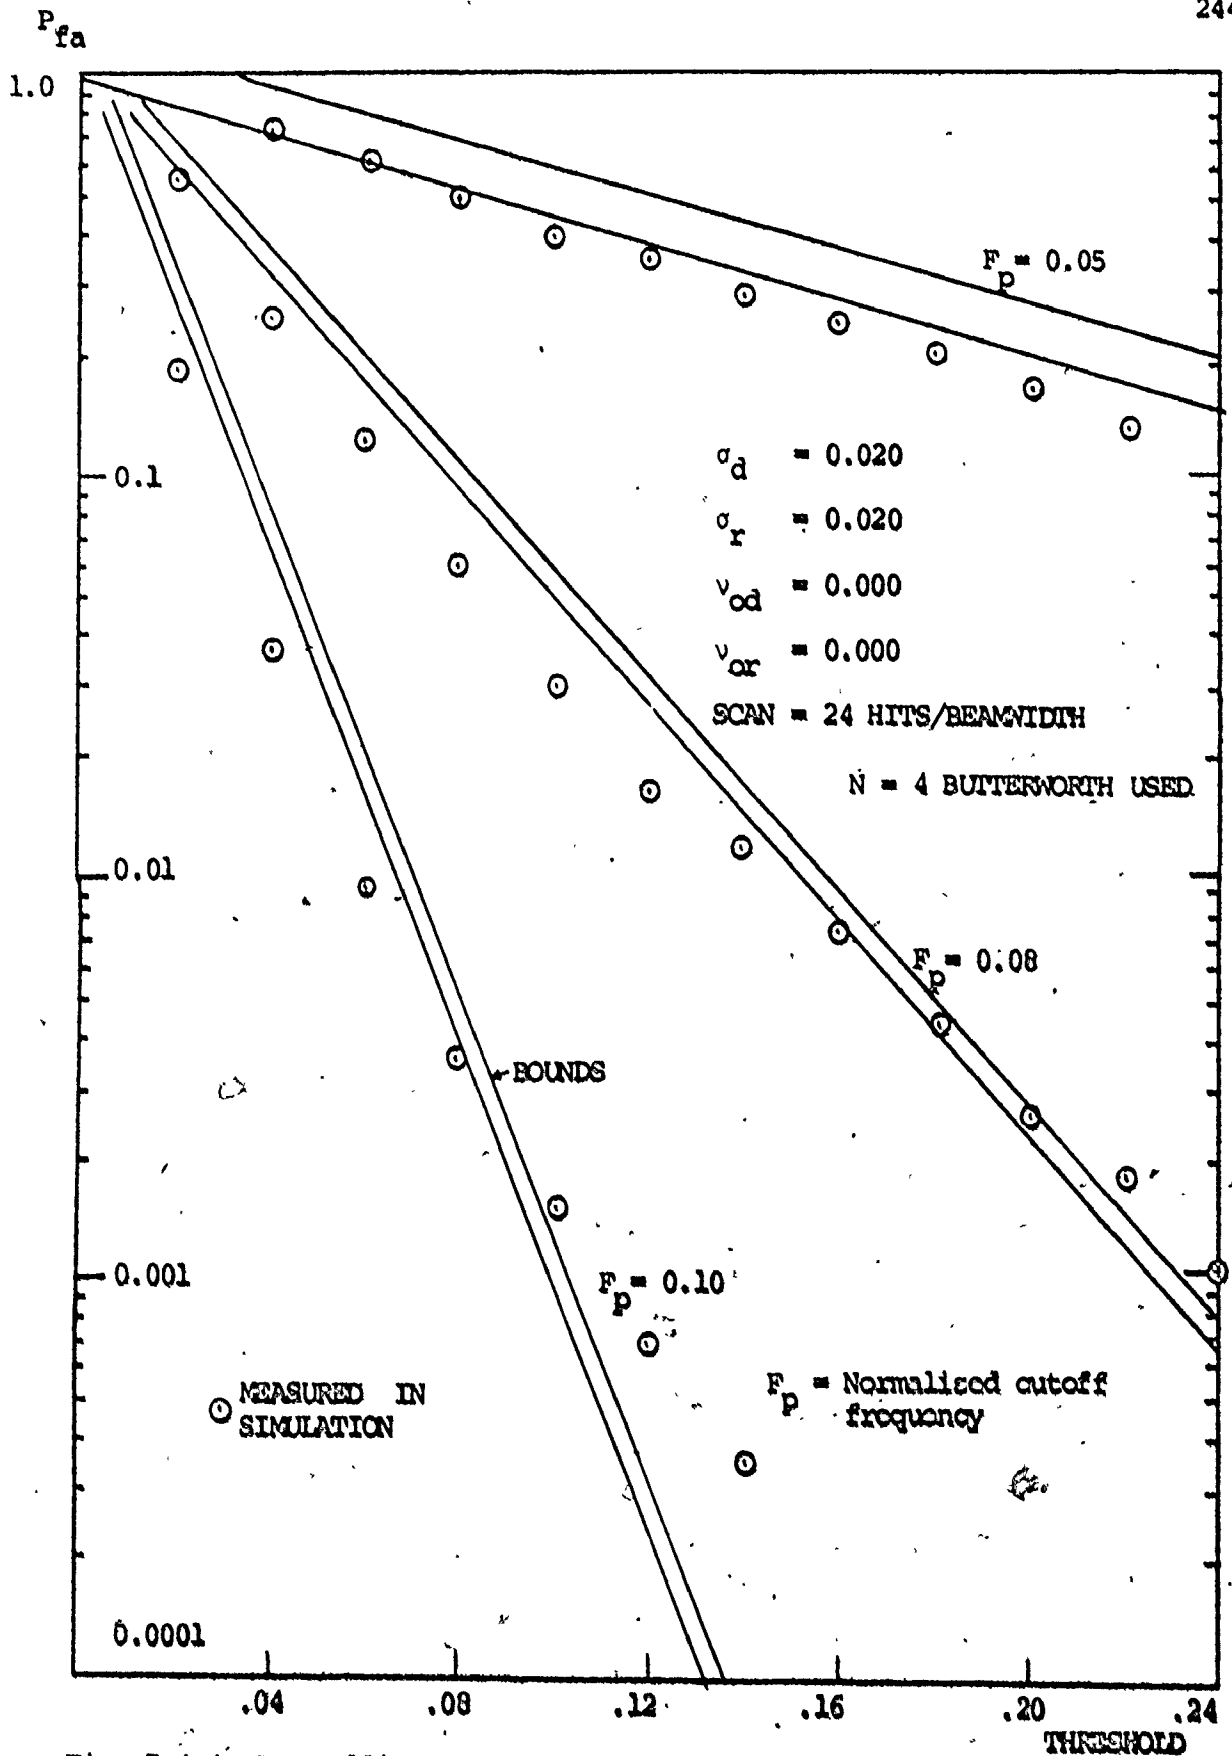 244
P_fa
1.0
F_p = 0.05
σ_d = 0.020
0.1
σ_r = 0.020
ν_od = 0.000
ν_or = 0.000
SCAN = 24 HITS/BEAMWIDTH
N = 4 BUTTERWORTH USED
0.01
F_p = 0.08
BOUNDS
0.001
F_p = 0.10
MEASURED IN
SIMULATION
F_p = Normalised cutoff
frequency
0.0001
.04 .08 .12 .16 .20 .24
THRESHOLD